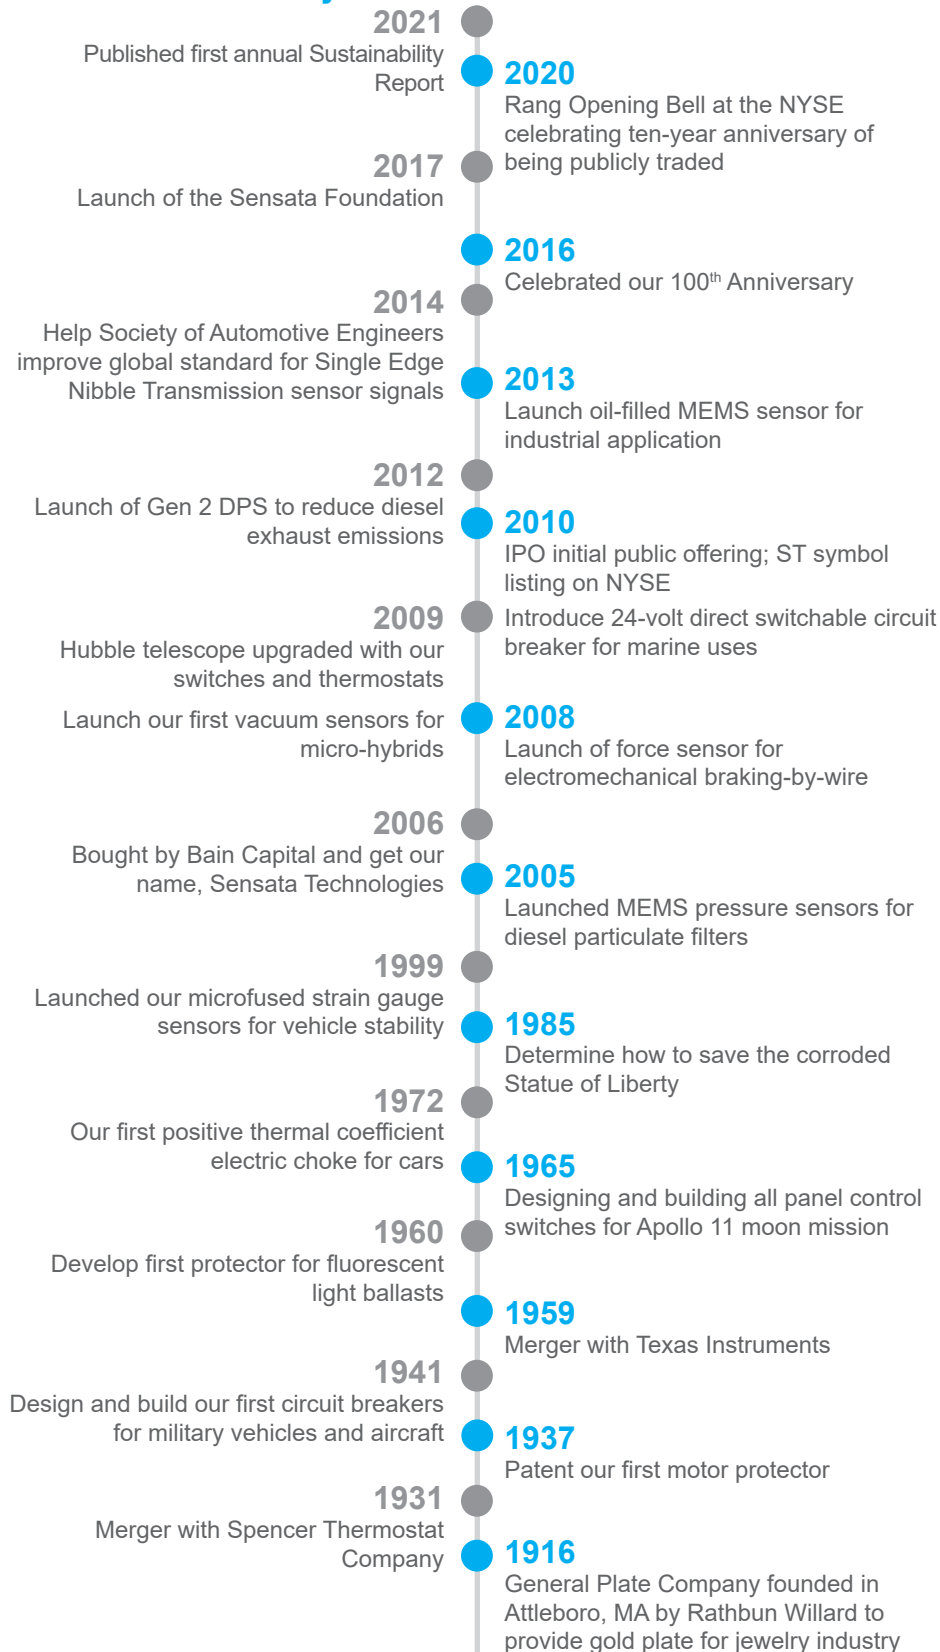 2021
Published first annual Sustainability
Report
2020
Rang Opening Bell at the NYSE
celebrating ten-year anniversary of
being publicly traded
2017
Launch of the Sensata Foundation
2016
Celebrated our 100th Anniversary
2014
Help Society of Automotive Engineers
improve global standard for Single Edge
Nibble Transmission sensor signals
2013
Launch oil-filled MEMS sensor for
industrial application
2012
Launch of Gen 2 DPS to reduce diesel
exhaust emissions
2010
IPO initial public offering; ST symbol
listing on NYSE
Introduce 24-volt direct switchable circuit
breaker for marine uses
2009
Hubble telescope upgraded with our
switches and thermostats
Launch our first vacuum sensors for
micro-hybrids
2008
Launch of force sensor for
electromechanical braking-by-wire
2006
Bought by Bain Capital and get our
name, Sensata Technologies
2005
Launched MEMS pressure sensors for
diesel particulate filters
1999
Launched our microfused strain gauge
sensors for vehicle stability
1985
Determine how to save the corroded
Statue of Liberty
1972
Our first positive thermal coefficient
electric choke for cars
1965
Designing and building all panel control
switches for Apollo 11 moon mission
1960
Develop first protector for fluorescent
light ballasts
1959
Merger with Texas Instruments
1941
Design and build our first circuit breakers
for military vehicles and aircraft
1937
Patent our first motor protector
1931
Merger with Spencer Thermostat
Company
1916
General Plate Company founded in
Attleboro, MA by Rathbun Willard to
provide gold plate for jewelry industry